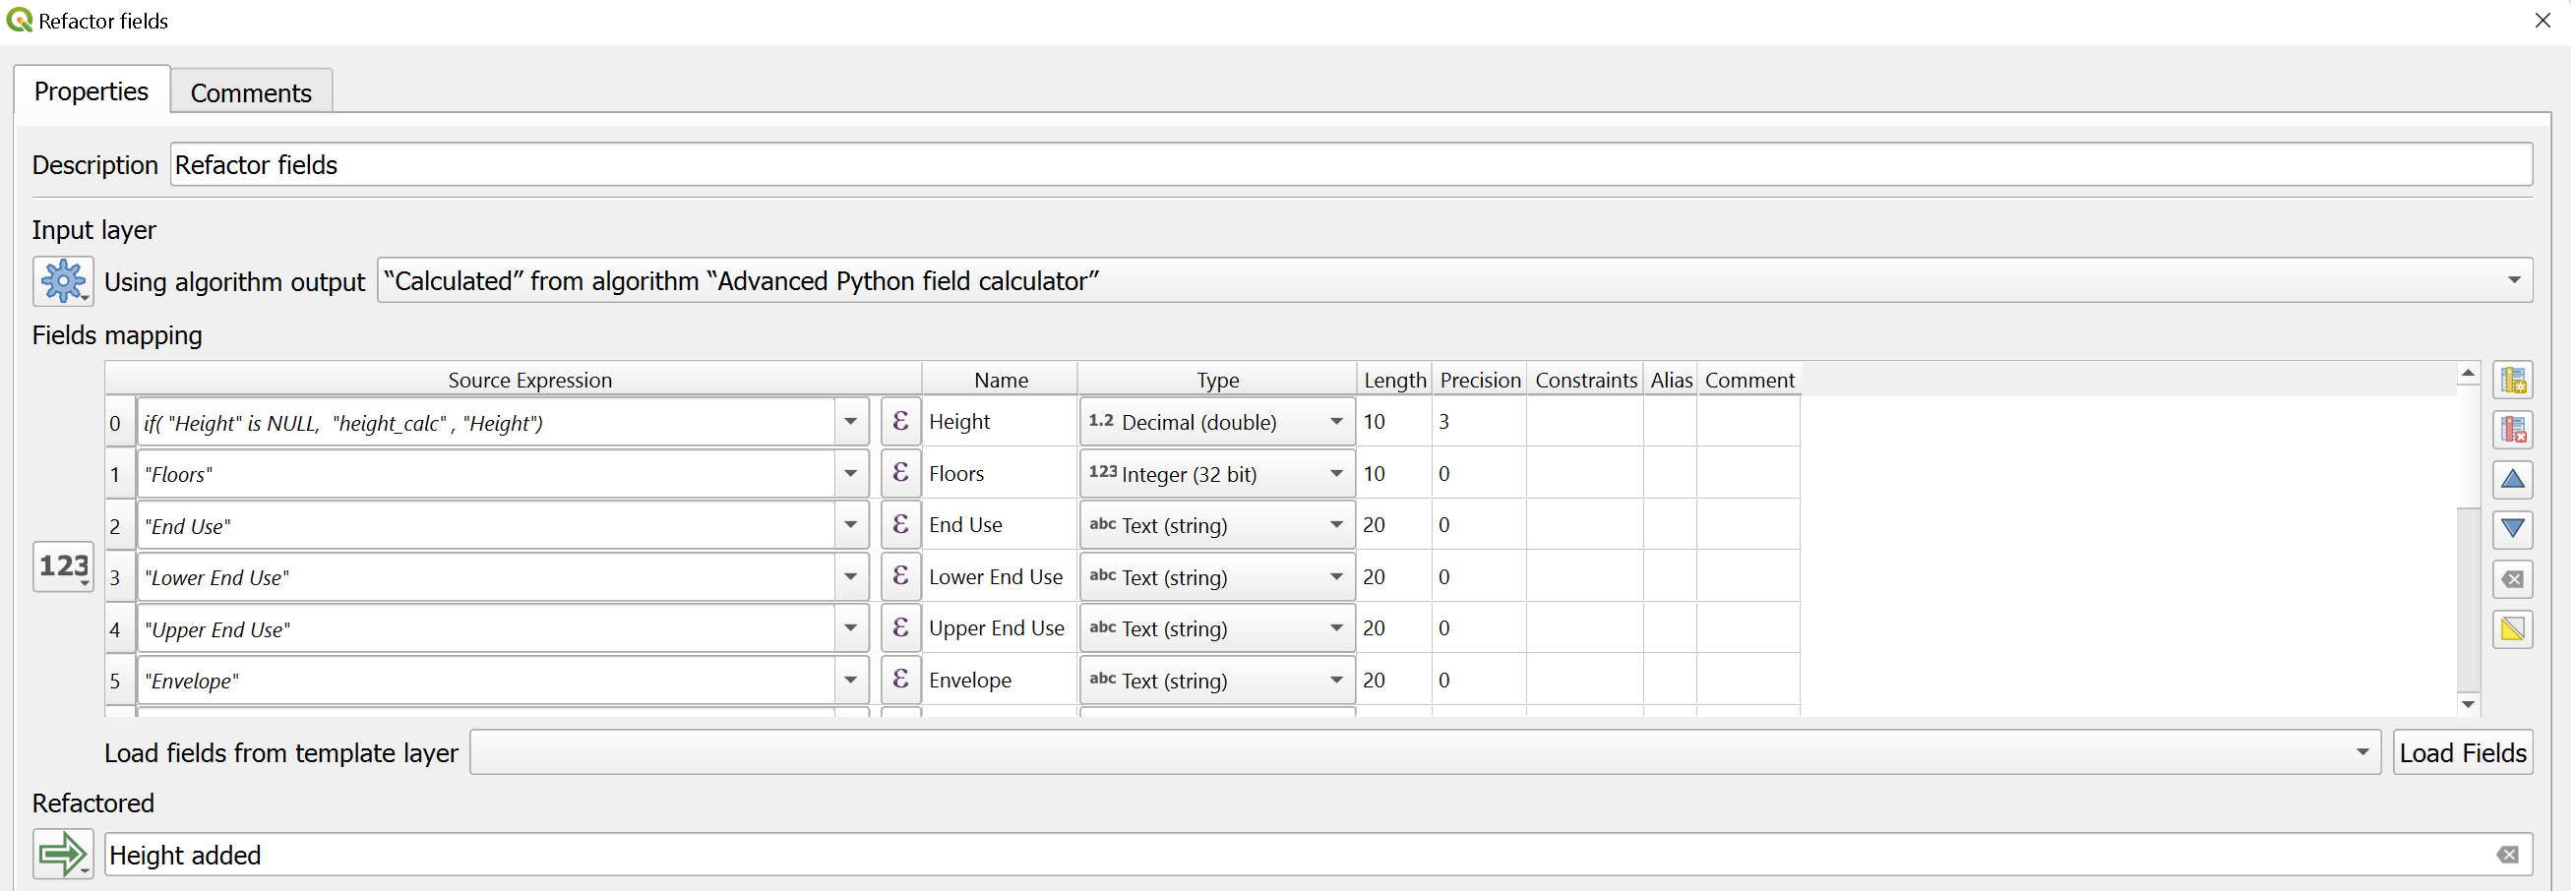 Refactor fields
Properties Comments
Description Refactor fields
Input layer
Using algorithm output “Calculated” from algorithm “Advanced Python field calculator”
Fields mapping
Source Expression Name Type Length Precision Constraints Alias Comment
0 if( "Height" is NULL, "height_calc" , "Height") ε Height 1.2 Decimal (double) 10 3
1 "Floors" ε Floors 123 Integer (32 bit) 10 0
2 "End Use" ε End Use abc Text (string) 20 0
3 "Lower End Use" ε Lower End Use abc Text (string) 20 0
4 "Upper End Use" ε Upper End Use abc Text (string) 20 0
5 "Envelope" ε Envelope abc Text (string) 20 0
123
Load fields from template layer Load Fields
Refactored
Height added